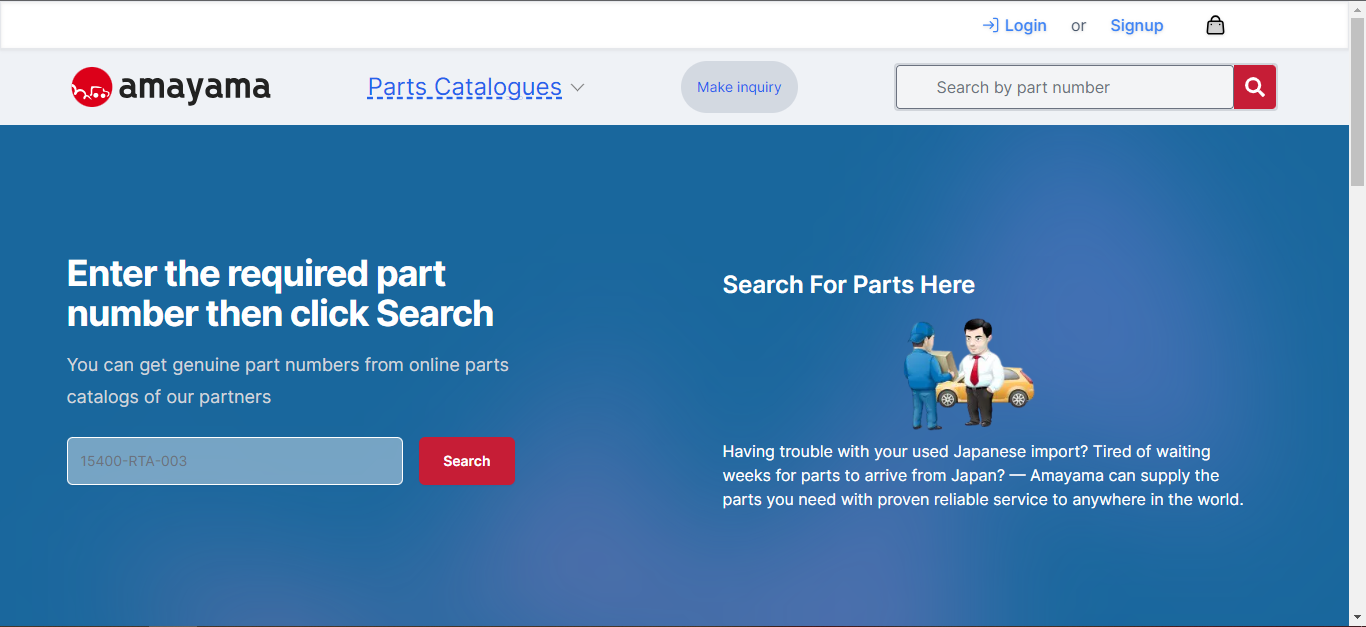 Login or Signup
amayama
Parts Catalogues
Make inquiry
Search by part number
Enter the required part
number then click Search
You can get genuine part numbers from online parts
catalogs of our partners
15400-RTA-003
Search
Search For Parts Here
Having trouble with your used Japanese import? Tired of waiting
weeks for parts to arrive from Japan? — Amayama can supply the
parts you need with proven reliable service to anywhere in the world.